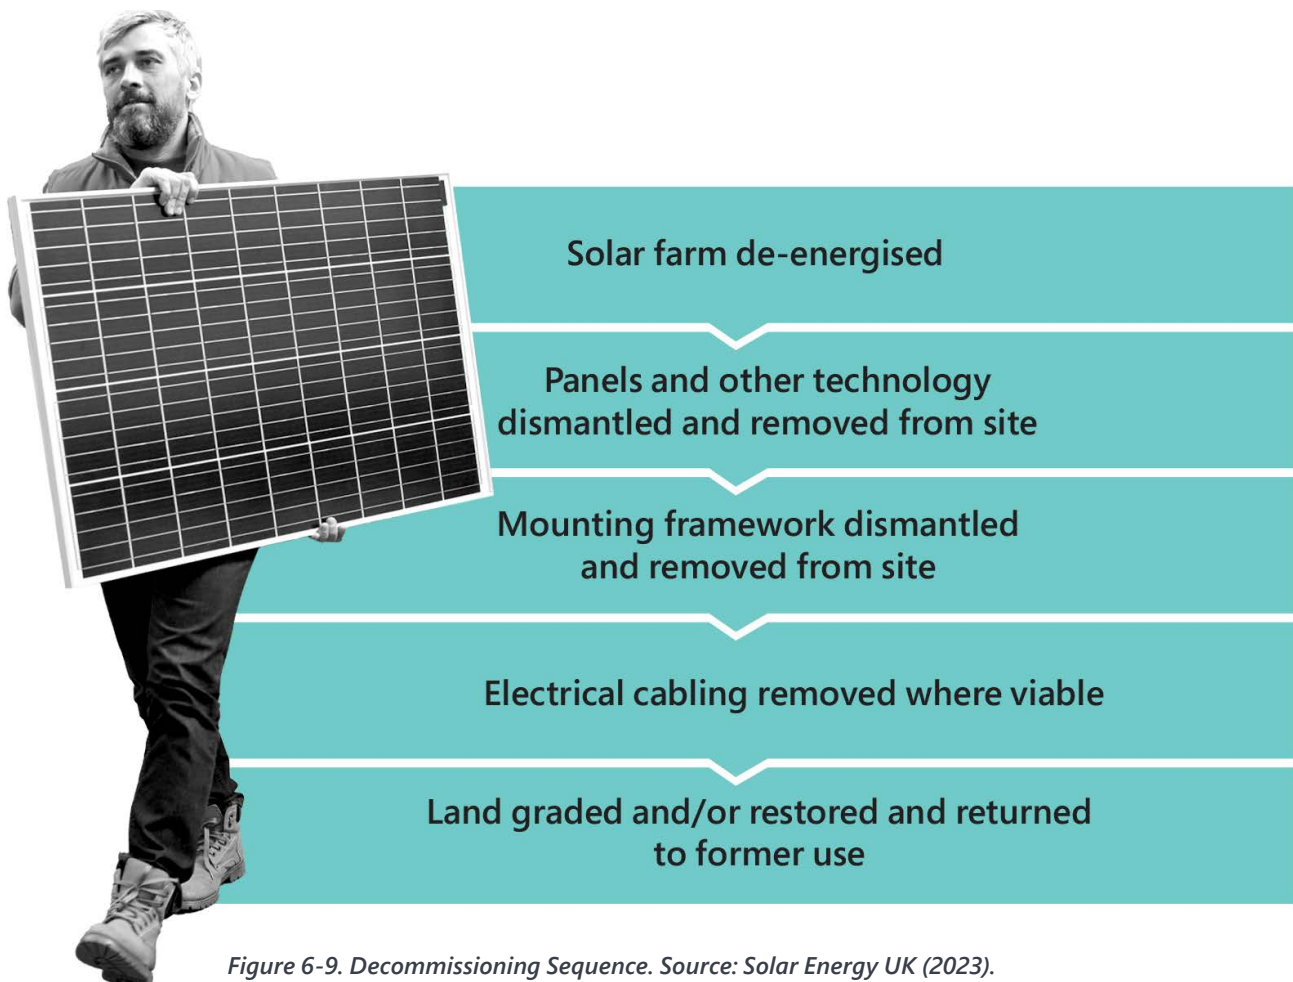 Solar farm de-energised
Panels and other technology
dismantled and removed from site
Mounting framework dismantled
and removed from site
Electrical cabling removed where viable
Land graded and/or restored and returned
to former use
Figure 6-9. Decommissioning Sequence. Source: Solar Energy UK (2023).